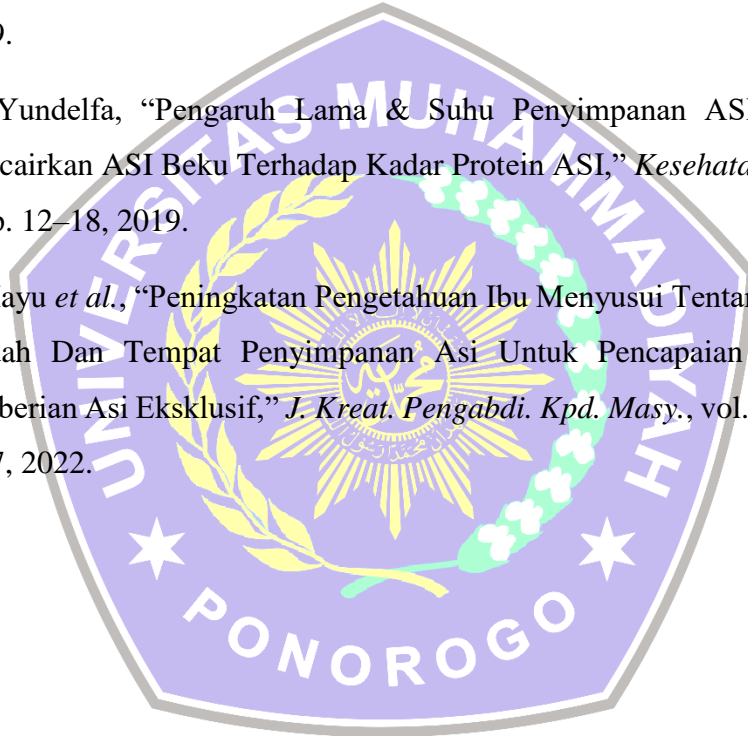 9.
Yundelfa, “Pengaruh Lama & Suhu Penyimpanan ASI
cairkan ASI Beku Terhadap Kadar Protein ASI,” Kesehata
p. 12–18, 2019.
ayu et al., “Peningkatan Pengetahuan Ibu Menyusui Tentan
ah Dan Tempat Penyimpanan Asi Untuk Pencapaian
berian Asi Eksklusif,” J. Kreat. Pengabdi. Kpd. Masy., vol.
7, 2022.
UNIVERSITAS MUHAMMADIYAH
PONOROGO
محمد